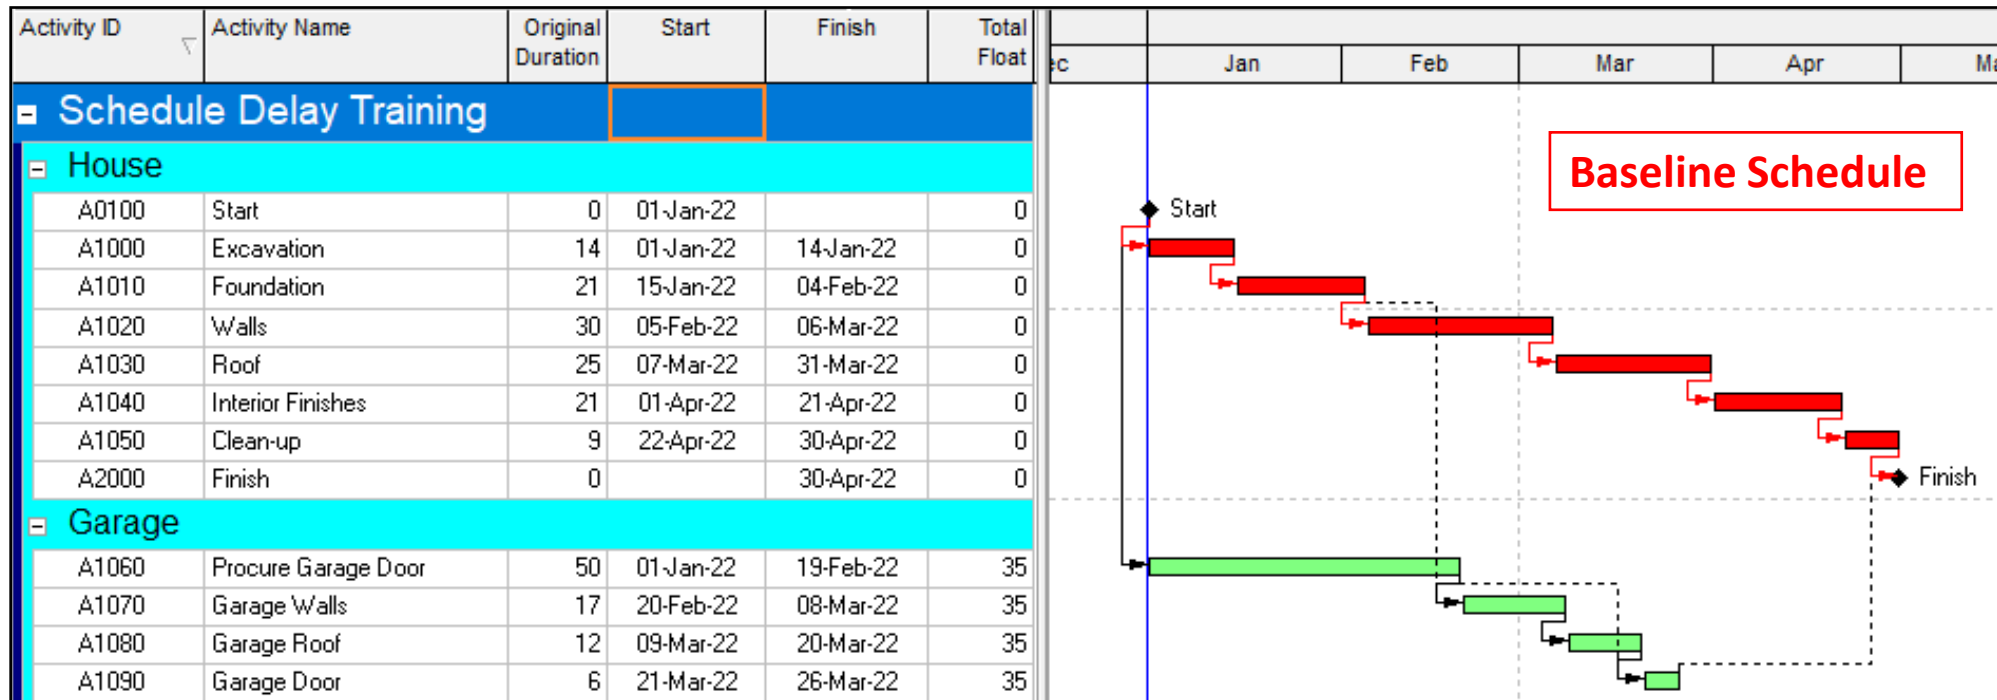 Activity ID Activity Name Original Duration Start Finish Total Float
ec Jan Feb Mar Apr Ma
Schedule Delay Training
Baseline Schedule
House
A0100 Start 0 01-Jan-22 0
Start
A1000 Excavation 14 01-Jan-22 14-Jan-22 0
A1010 Foundation 21 15-Jan-22 04-Feb-22 0
A1020 Walls 30 05-Feb-22 06-Mar-22 0
A1030 Roof 25 07-Mar-22 31-Mar-22 0
A1040 Interior Finishes 21 01-Apr-22 21-Apr-22 0
A1050 Clean-up 9 22-Apr-22 30-Apr-22 0
A2000 Finish 0 30-Apr-22 0
Finish
Garage
A1060 Procure Garage Door 50 01-Jan-22 19-Feb-22 35
A1070 Garage Walls 17 20-Feb-22 08-Mar-22 35
A1080 Garage Roof 12 09-Mar-22 20-Mar-22 35
A1090 Garage Door 6 21-Mar-22 26-Mar-22 35